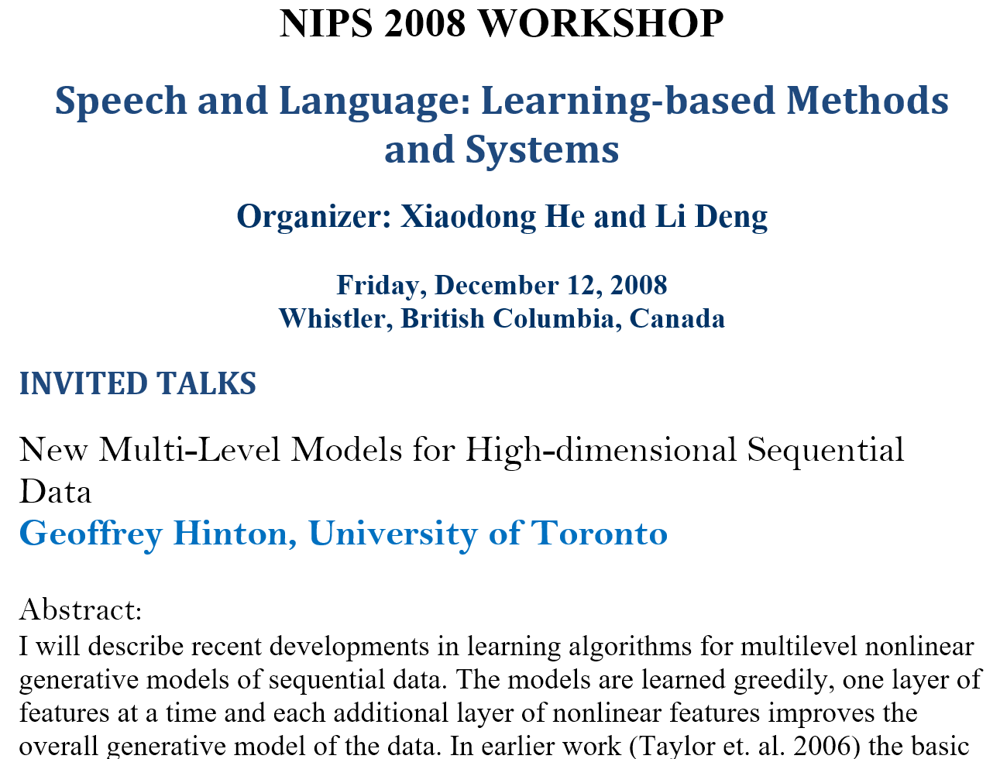 NIPS 2008 WORKSHOP
Speech and Language: Learning-based Methods
and Systems
Organizer: Xiaodong He and Li Deng
Friday, December 12, 2008
Whistler, British Columbia, Canada
INVITED TALKS
New Multi-Level Models for High-dimensional Sequential
Data
Geoffrey Hinton, University of Toronto
Abstract:
I will describe recent developments in learning algorithms for multilevel nonlinear
generative models of sequential data. The models are learned greedily, one layer of
features at a time and each additional layer of nonlinear features improves the
overall generative model of the data. In earlier work (Taylor et. al. 2006) the basic